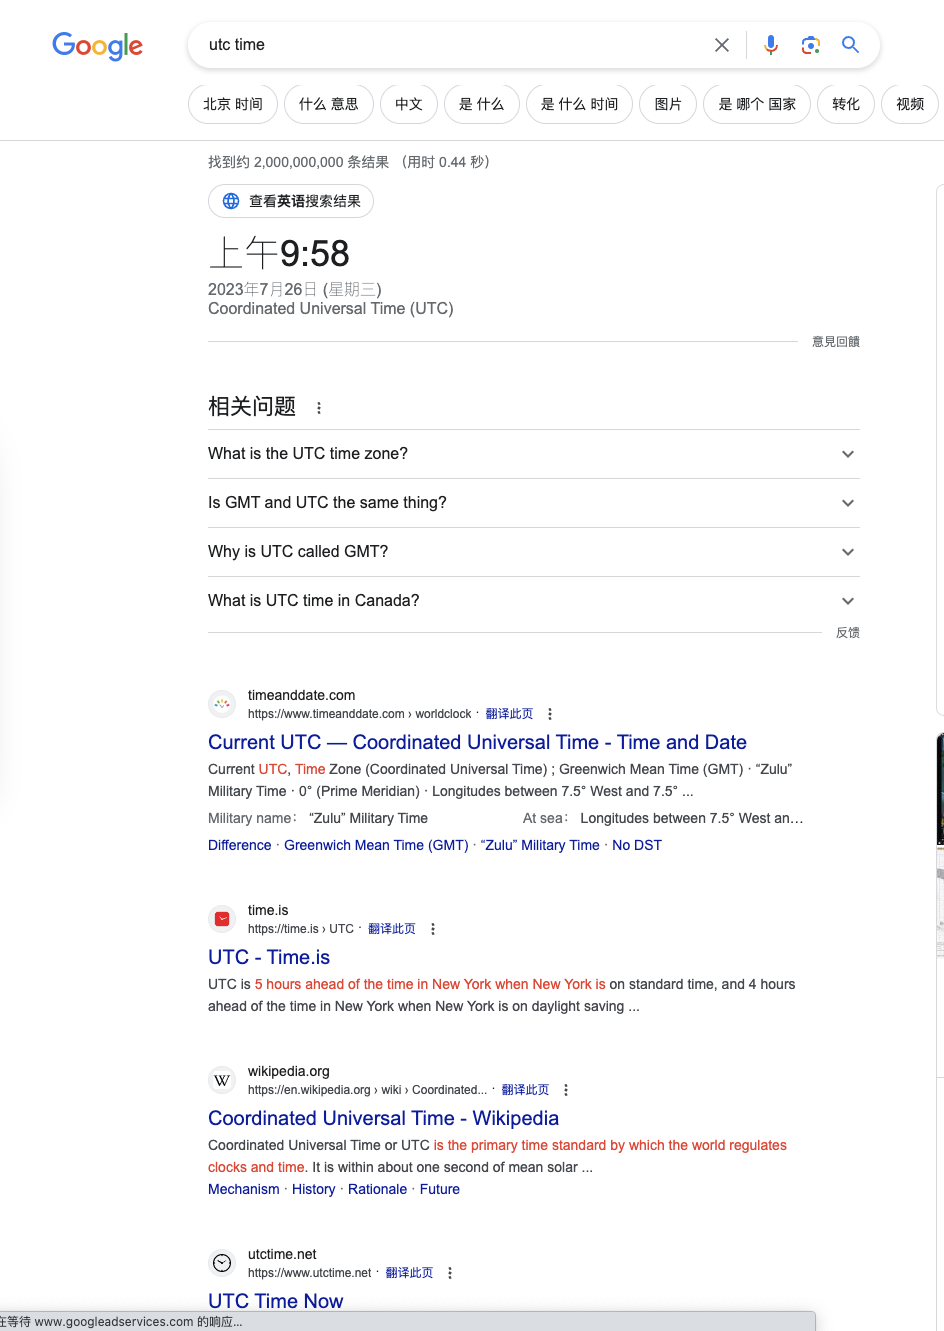 Google
utc time
北京 时间
什么 意思
中文
是 什么
是 什么 时间
图片
是 哪个 国家
转化
视频
找到约 2,000,000,000 条结果 （用时 0.44 秒）
查看英语搜索结果
上午9:58
2023年7月26日 (星期三)
Coordinated Universal Time (UTC)
意見回饋
相关问题
What is the UTC time zone?
Is GMT and UTC the same thing?
Why is UTC called GMT?
What is UTC time in Canada?
反馈
timeanddate.com
https://www.timeanddate.com › worldclock · 翻译此页
Current UTC — Coordinated Universal Time - Time and Date
Current UTC, Time Zone (Coordinated Universal Time) ; Greenwich Mean Time (GMT) · “Zulu”
Military Time · 0° (Prime Meridian) · Longitudes between 7.5° West and 7.5° ...
Military name： “Zulu” Military Time
At sea： Longitudes between 7.5° West an…
Difference · Greenwich Mean Time (GMT) · “Zulu” Military Time · No DST
time.is
https://time.is › UTC · 翻译此页
UTC - Time.is
UTC is 5 hours ahead of the time in New York when New York is on standard time, and 4 hours
ahead of the time in New York when New York is on daylight saving ...
W
wikipedia.org
https://en.wikipedia.org › wiki › Coordinated... · 翻译此页
Coordinated Universal Time - Wikipedia
Coordinated Universal Time or UTC is the primary time standard by which the world regulates
clocks and time. It is within about one second of mean solar ...
Mechanism · History · Rationale · Future
utctime.net
https://www.utctime.net · 翻译此页
UTC Time Now
在等待 www.googleadservices.com 的响应...